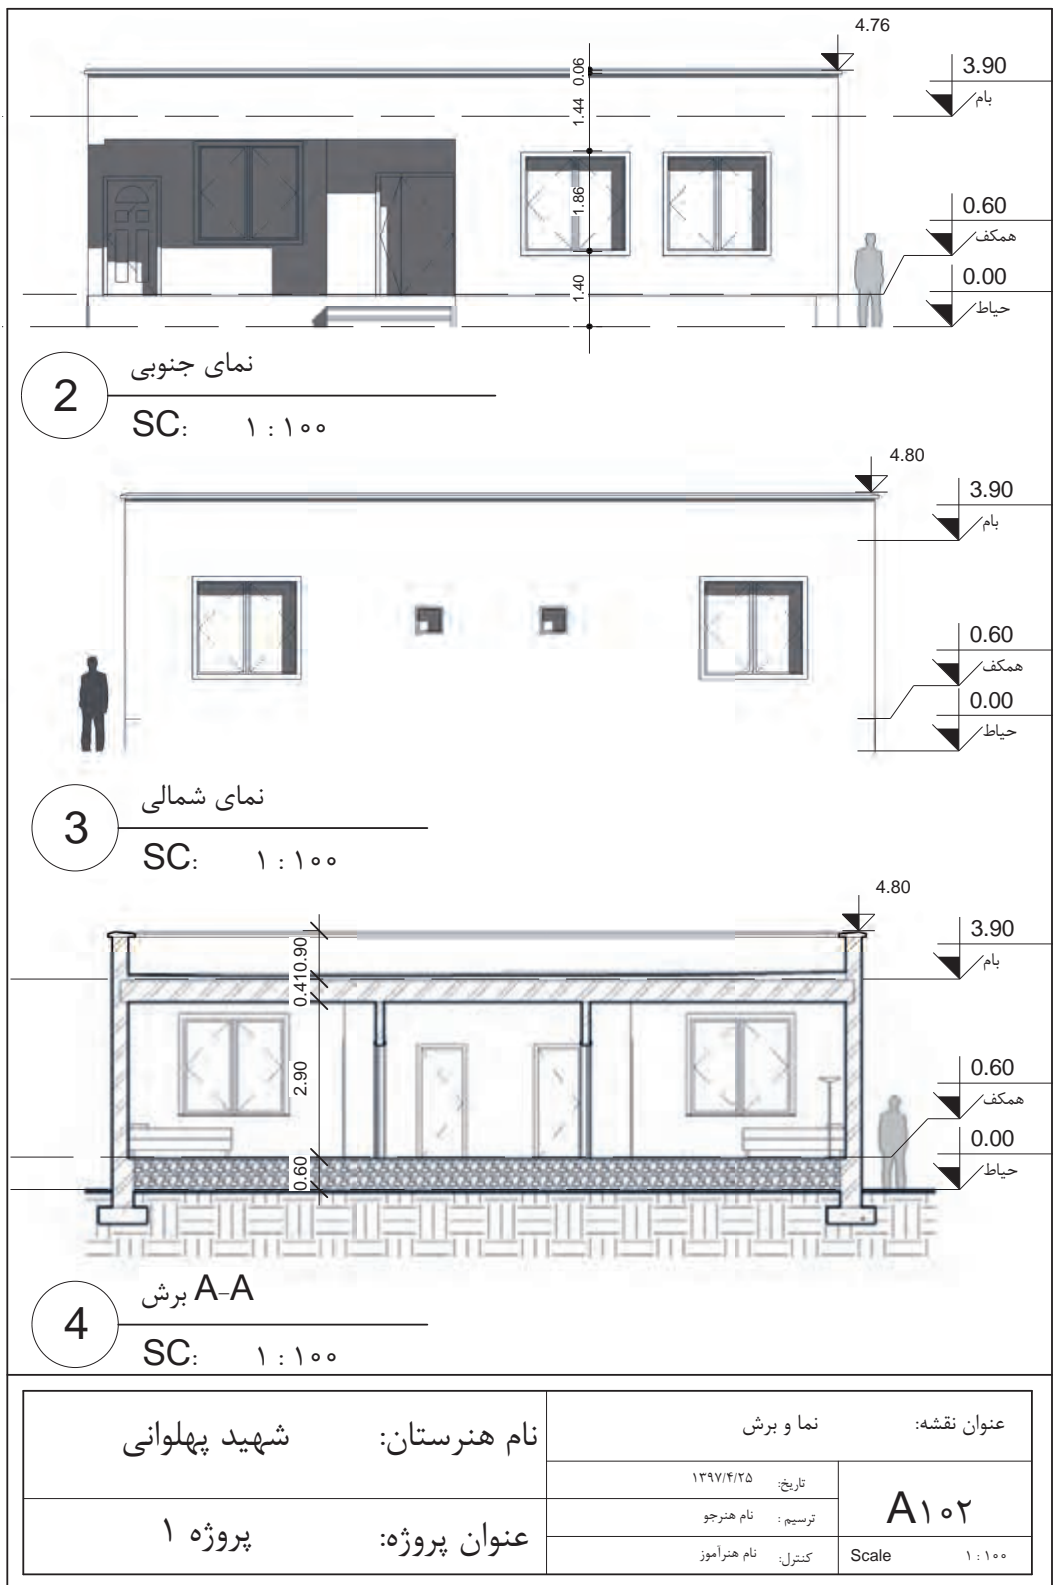 4.76
3.90
بام
0.06
1.44
1.86
1.40
0.60
همکف
0.00
حیاط
2
نمای جنوبی
SC: ۱ : ۱۰۰
4.80
3.90
بام
0.60
همکف
0.00
حیاط
3
نمای شمالی
SC: ۱ : ۱۰۰
4.80
3.90
بام
0.90
0.41
2.90
0.60
0.60
همکف
0.00
حیاط
4
برش A-A
SC: ۱ : ۱۰۰
عنوان نقشه: نما و برش
نام هنرستان: شهید پهلوانی
تاریخ: ۱۳۹۷/۴/۲۵
A۱۰۲
ترسیم : نام هنرجو
عنوان پروژه: پروژه ۱
کنترل: نام هنرآموز
Scale ۱ : ۱۰۰